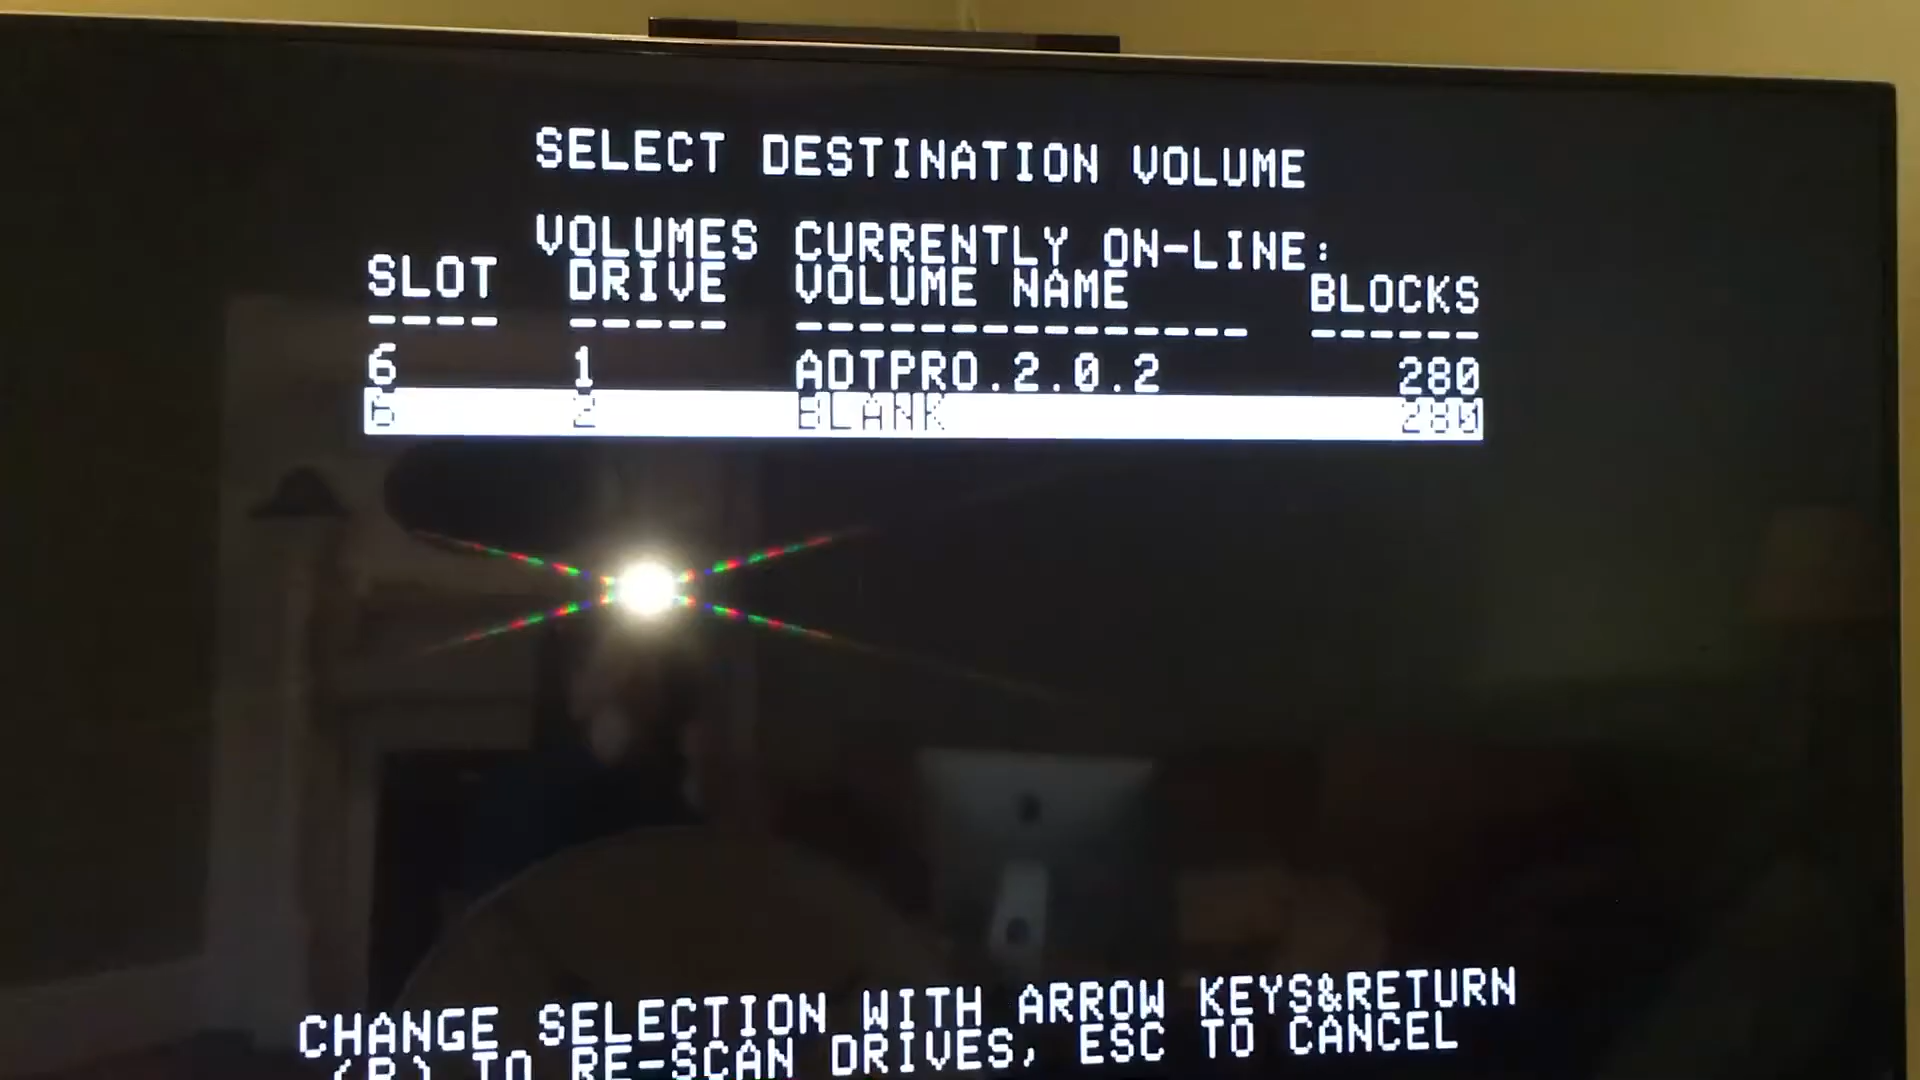 SELECT DESTINATION VOLUME
VOLUMES CURRENTLY ON-LINE:
SLOT DRIVE VOLUME NAME BLOCKS
---- ----- --------------- ------
6 1 ADTPRO.2.0.2 280
6 2 BLANK 280
CHANGE SELECTION WITH ARROW KEYS&RETURN
(R) TO RE-SCAN DRIVES, ESC TO CANCEL